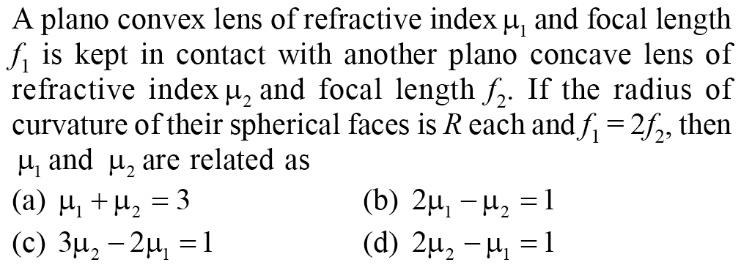 A plano convex lens of refractive index μ₁ and focal length
f₁ is kept in contact with another plano concave lens of
refractive index μ₂ and focal length f₂. If the radius of
curvature of their spherical faces is R each and f₁ = 2f₂, then
μ₁ and μ₂ are related as
(a) μ₁ + μ₂ = 3 (b) 2μ₁ − μ₂ = 1
(c) 3μ₂ − 2μ₁ = 1 (d) 2μ₂ − μ₁ = 1